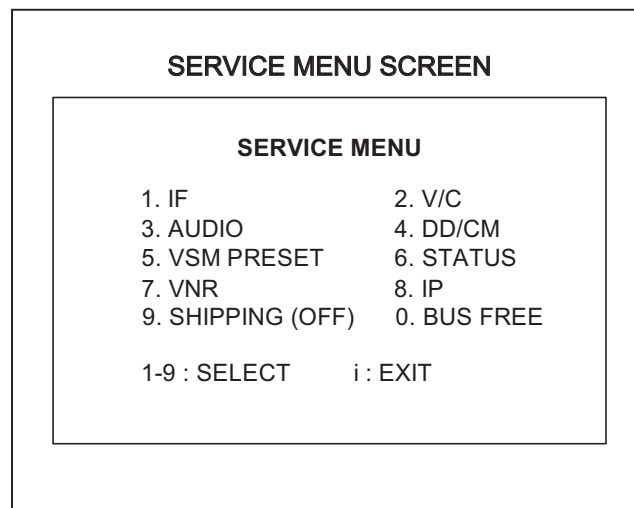 SERVICE MENU SCREEN
SERVICE MENU
1. IF 2. V/C
3. AUDIO 4. DD/CM
5. VSM PRESET 6. STATUS
7. VNR 8. IP
9. SHIPPING (OFF) 0. BUS FREE
1-9 : SELECT i : EXIT